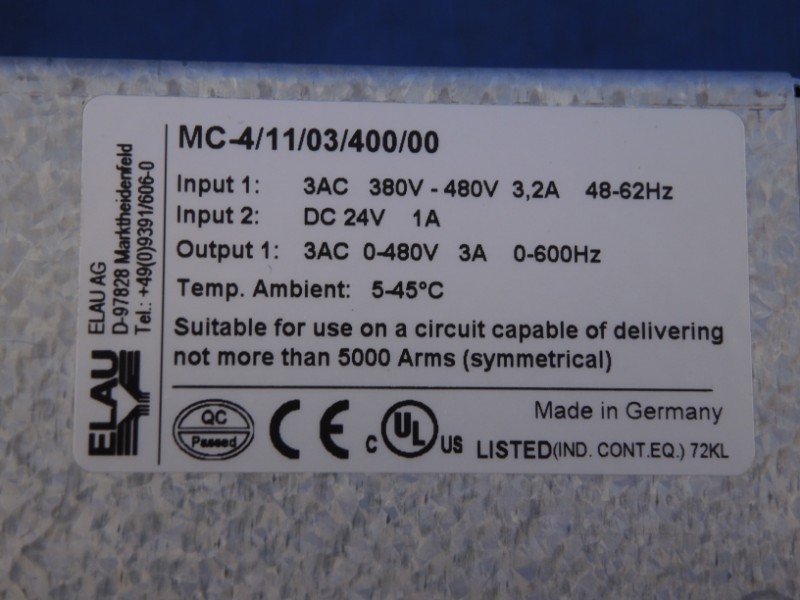 MC-4/11/03/400/00
Input 1: 3AC 380V - 480V 3,2A 48-62Hz
Input 2: DC 24V 1A
Output 1: 3AC 0-480V 3A 0-600Hz
Temp. Ambient: 5-45°C
Suitable for use on a circuit capable of delivering
not more than 5000 Arms (symmetrical)
ELAU
ELAU AG
D-97828 Marktheidenfeld
Tel.: +49(0)9391/606-0
QC
Passed
CE
C UL US LISTED (IND. CONT.EQ.) 72KL
Made in Germany